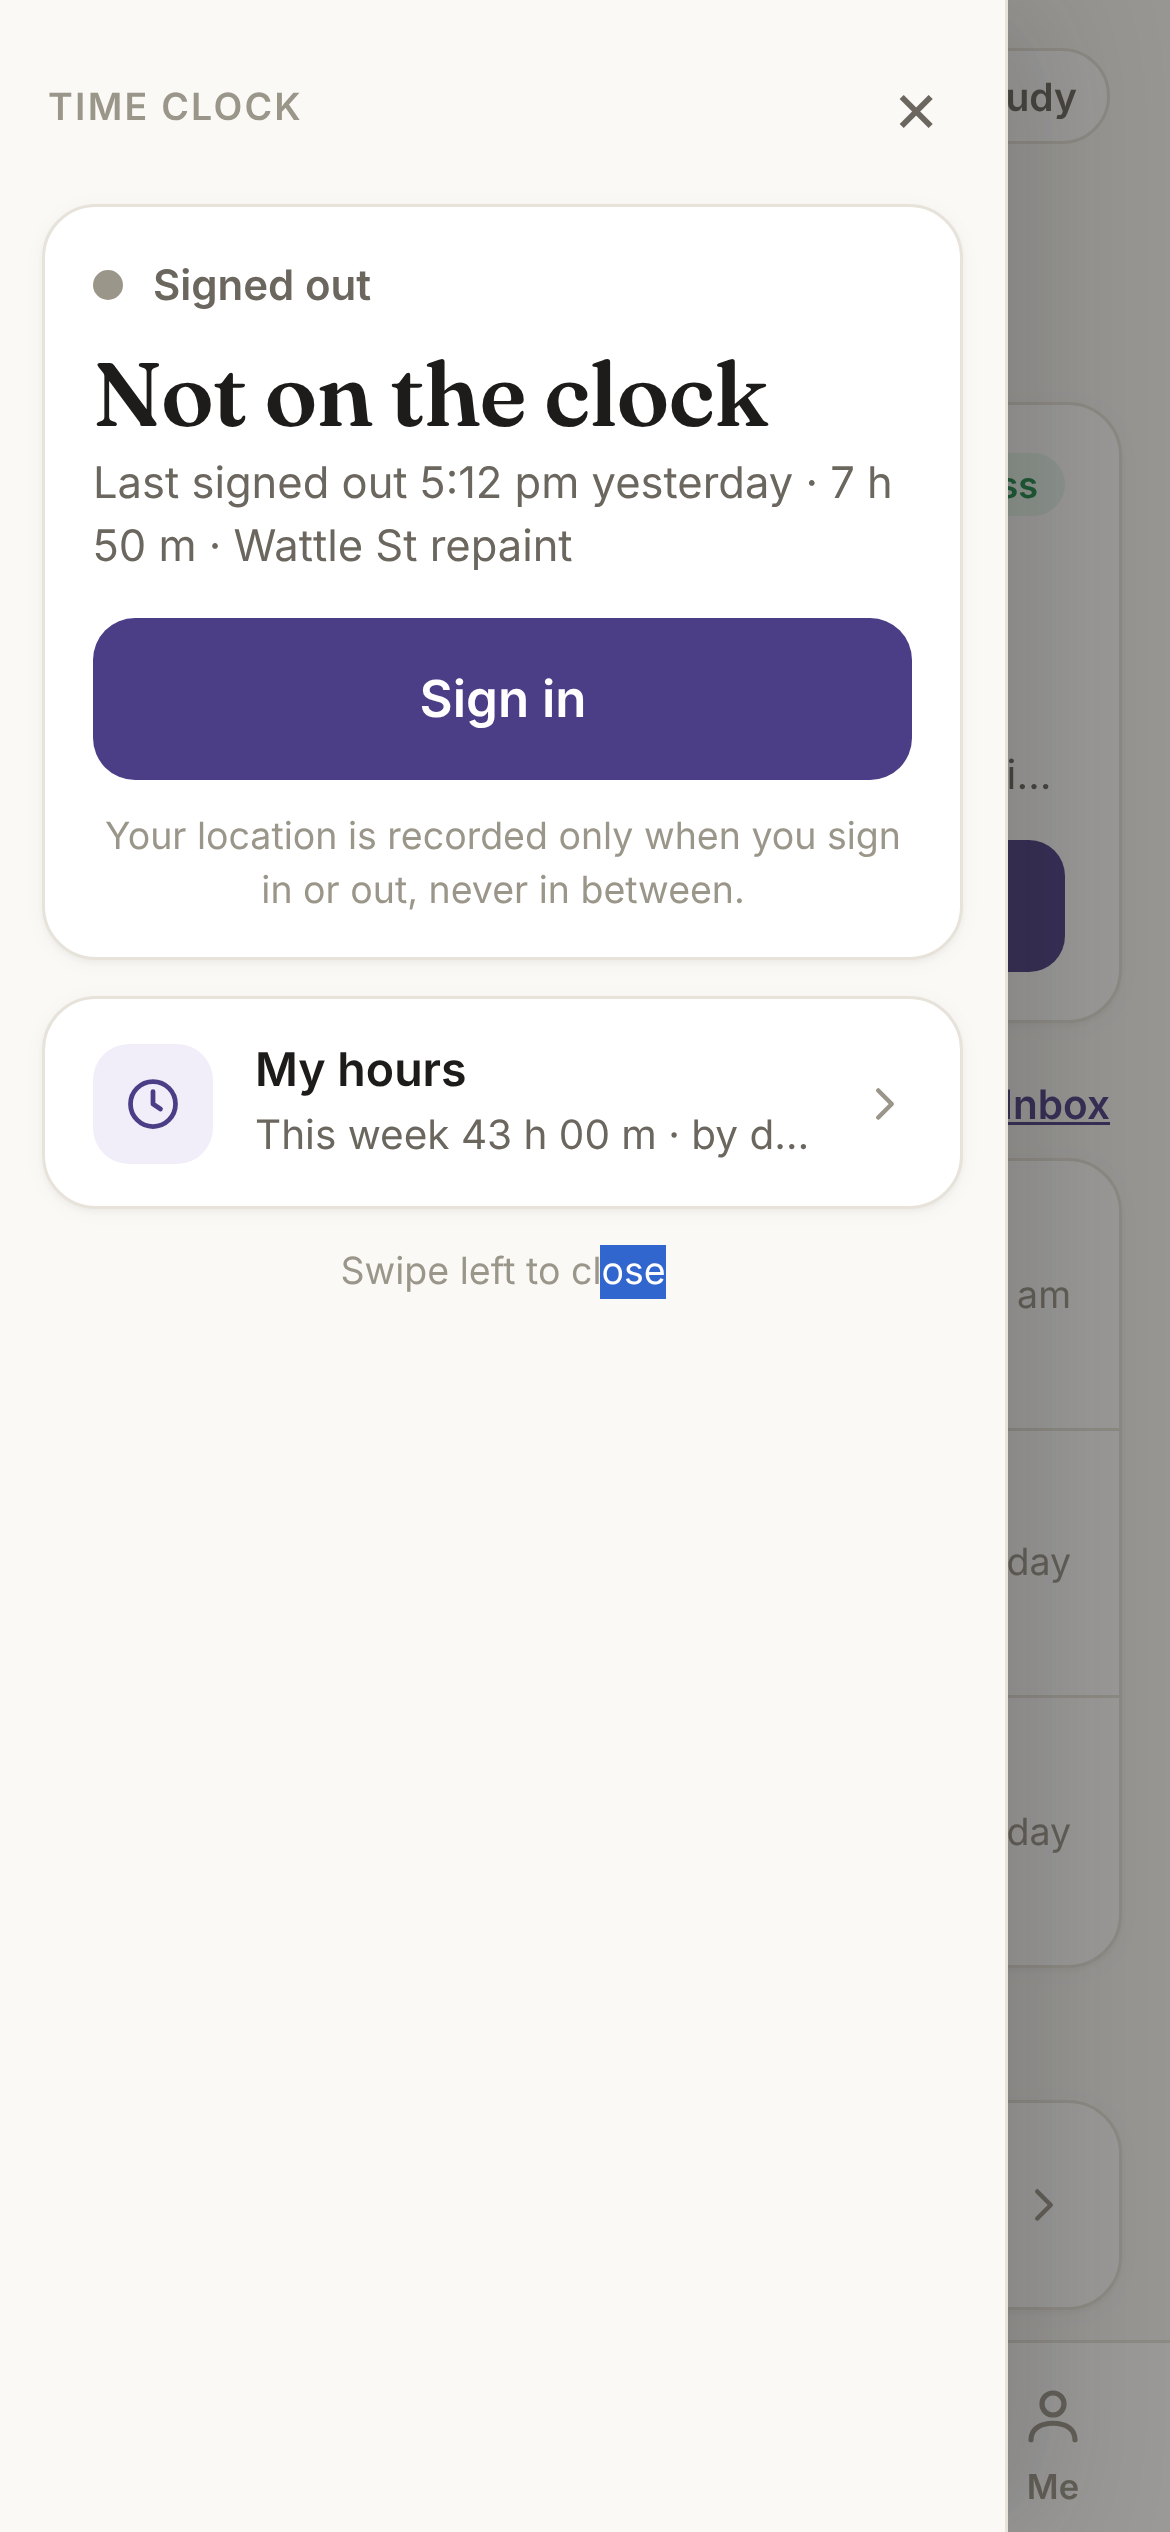 TIME CLOCK
Signed out
Not on the clock
Last signed out 5:12 pm yesterday · 7 h
50 m · Wattle St repaint
Sign in
Your location is recorded only when you sign
in or out, never in between.
My hours
This week 43 h 00 m · by d...
Swipe left to close
udy
ss
i...
Inbox
am
day
day
Me